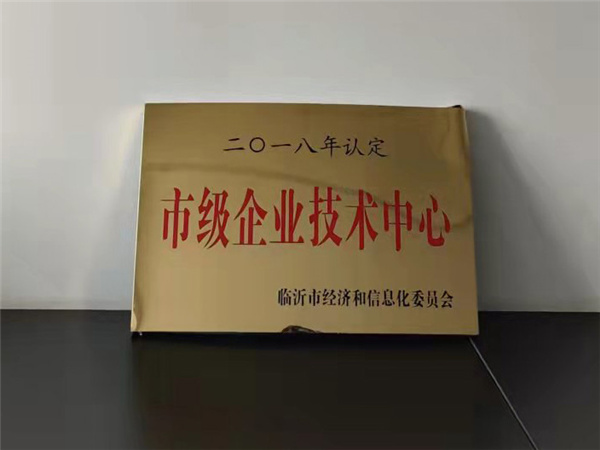 二〇一八年认定
市级企业技术中心
临沂市经济和信息化委员会